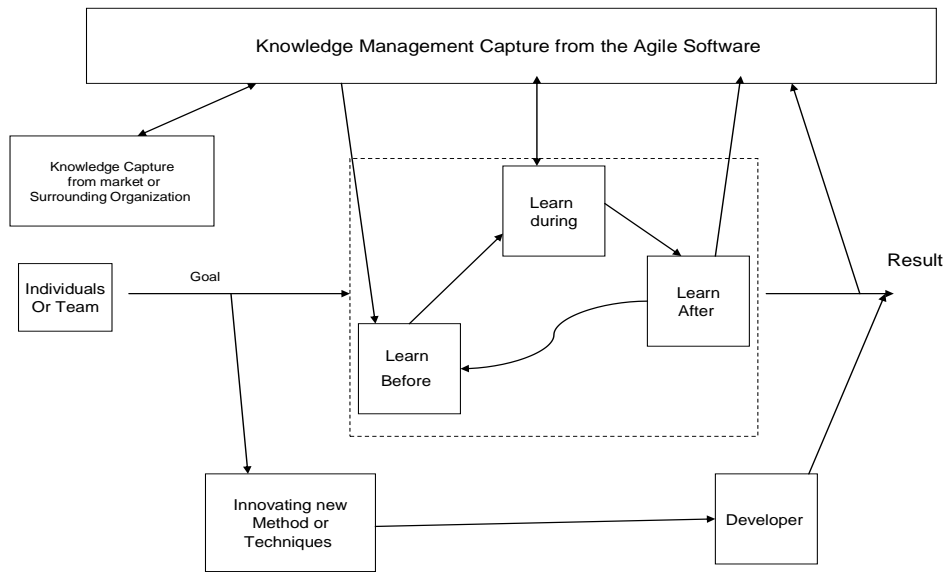 Knowledge Management Capture from the Agile Software
Knowledge Capture
from market or
Surrounding Organization
Learn
during
Result
Goal
Individuals
Or Team
Learn
After
Learn
Before
Innovating new
Method or
Techniques
Developer